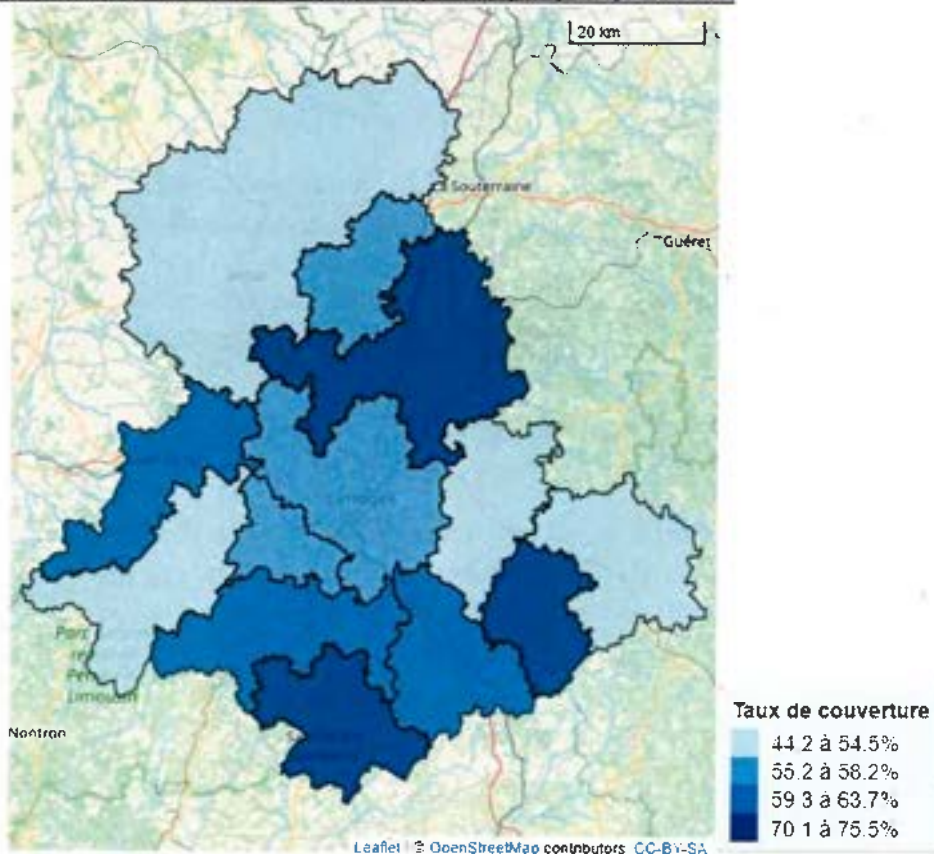 20 km
La Souterraine
Guéret
Limoges
Limousin
Nontron
Taux de couverture
44.2 à 54.5%
55.2 à 58.2%
59.3 à 63.7%
70.1 à 75.5%
Leaflet | © OpenStreetMap contributors, CC-BY-SA